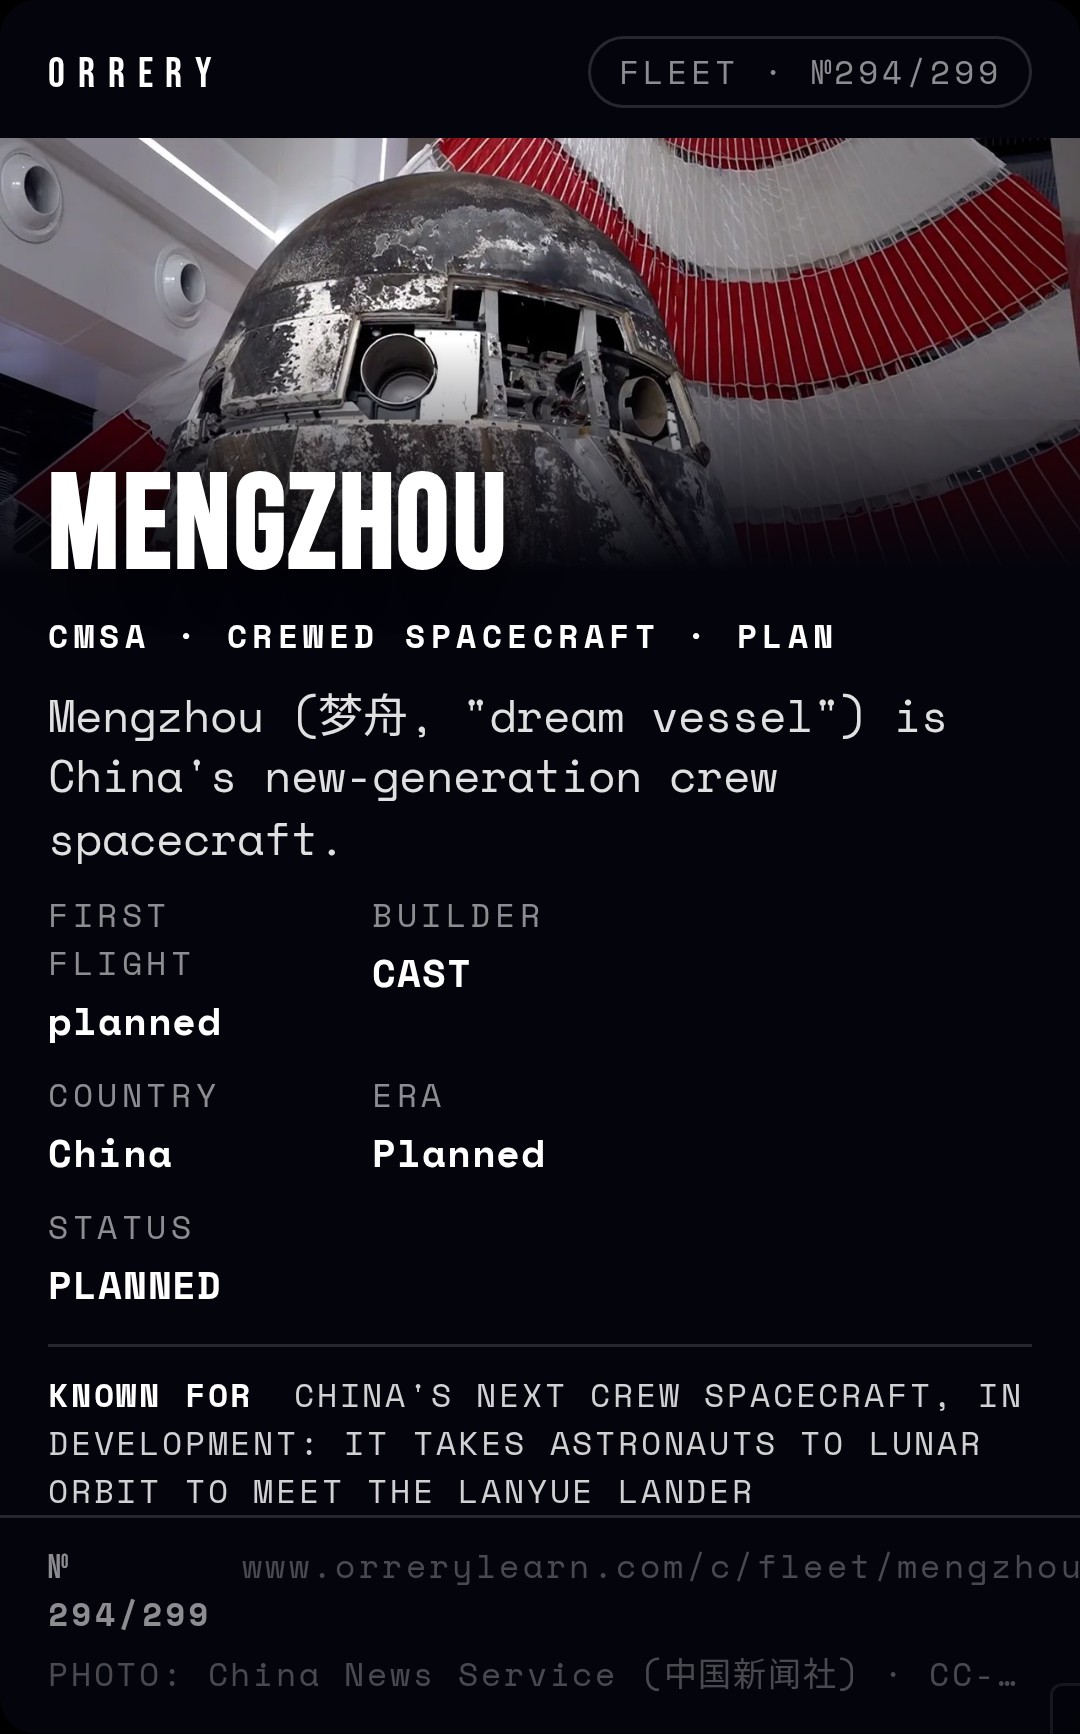 ORRERY
FLEET · №294/299
MENGZHOU
CMSA · CREWED SPACECRAFT · PLAN
Mengzhou (梦舟, "dream vessel") is
China's new-generation crew
spacecraft.
FIRST
FLIGHT
planned
BUILDER
CAST
COUNTRY
China
ERA
Planned
STATUS
PLANNED
KNOWN FOR CHINA'S NEXT CREW SPACECRAFT, IN
DEVELOPMENT: IT TAKES ASTRONAUTS TO LUNAR
ORBIT TO MEET THE LANYUE LANDER
№
294/299
www.orrerylearn.com/c/fleet/mengzhou
PHOTO: China News Service (中国新闻社) · CC-…